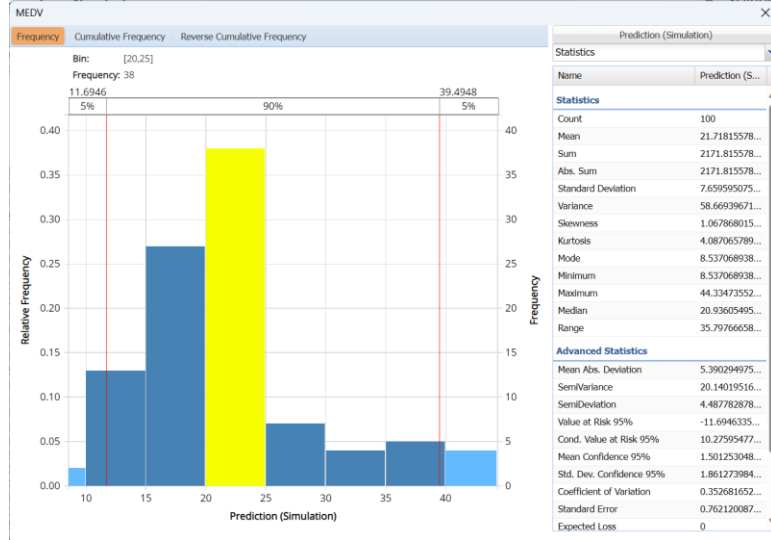 MEDV
Frequency Cumulative Frequency Reverse Cumulative Frequency
Bin: [20,25]
Frequency: 38
11.6946 39.4948
5% 90% 5%
0.40 40
0.35 35
0.30 30
0.25 25
0.20 20
0.15 15
0.10 10
0.05 5
0.00 0
10 15 20 25 30 35 40
Relative Frequency
Frequency
Prediction (Simulation)
Prediction (Simulation)
Statistics
Name Prediction (S...
Statistics
Count 100
Mean 21.71815578...
Sum 2171.815578...
Abs. Sum 2171.815578...
Standard Deviation 7.659595075...
Variance 58.66939671...
Skewness 1.067868015...
Kurtosis 4.087065789...
Mode 8.537068938...
Minimum 8.537068938...
Maximum 44.33473552...
Median 20.93605495...
Range 35.79766658...
Advanced Statistics
Mean Abs. Deviation 5.390294975...
SemiVariance 20.14019516...
SemiDeviation 4.487782878...
Value at Risk 95% -11.6946335...
Cond. Value at Risk 95% 10.27595477...
Mean Confidence 95% 1.501253048...
Std. Dev. Confidence 95% 1.861273984...
Coefficient of Variation 0.352681652...
Standard Error 0.762120087...
Expected Loss 0